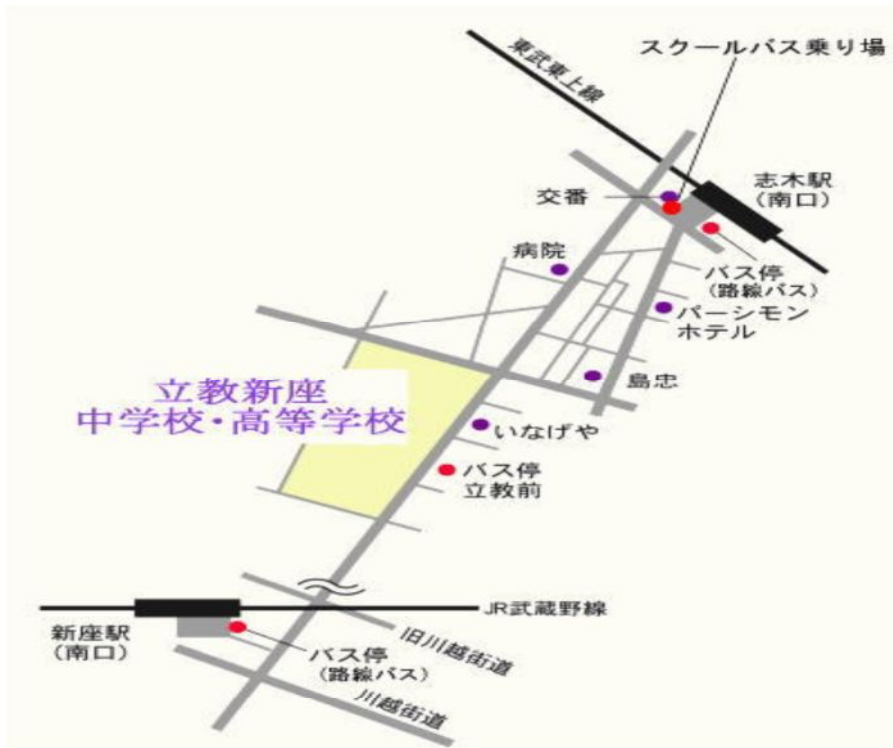 スクールバス乗り場
東武東上線
志木駅
(南口)
交番
病院
バス停
(路線バス)
パーシモン
ホテル
島忠
立教新座
中学校・高等学校
いなげや
バス停
立教前
JR武蔵野線
新座駅
(南口)
旧川越街道
バス停
(路線バス)
川越街道